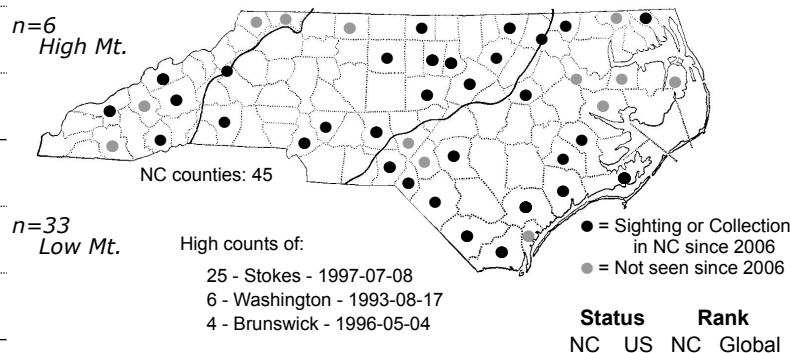 n=6
High Mt.
NC counties: 45
n=33
Low Mt.
High counts of:
25 - Stokes - 1997-07-08
6 - Washington - 1993-08-17
4 - Brunswick - 1996-05-04
= Sighting or Collection
in NC since 2006
= Not seen since 2006
Status Rank
NC US NC Global